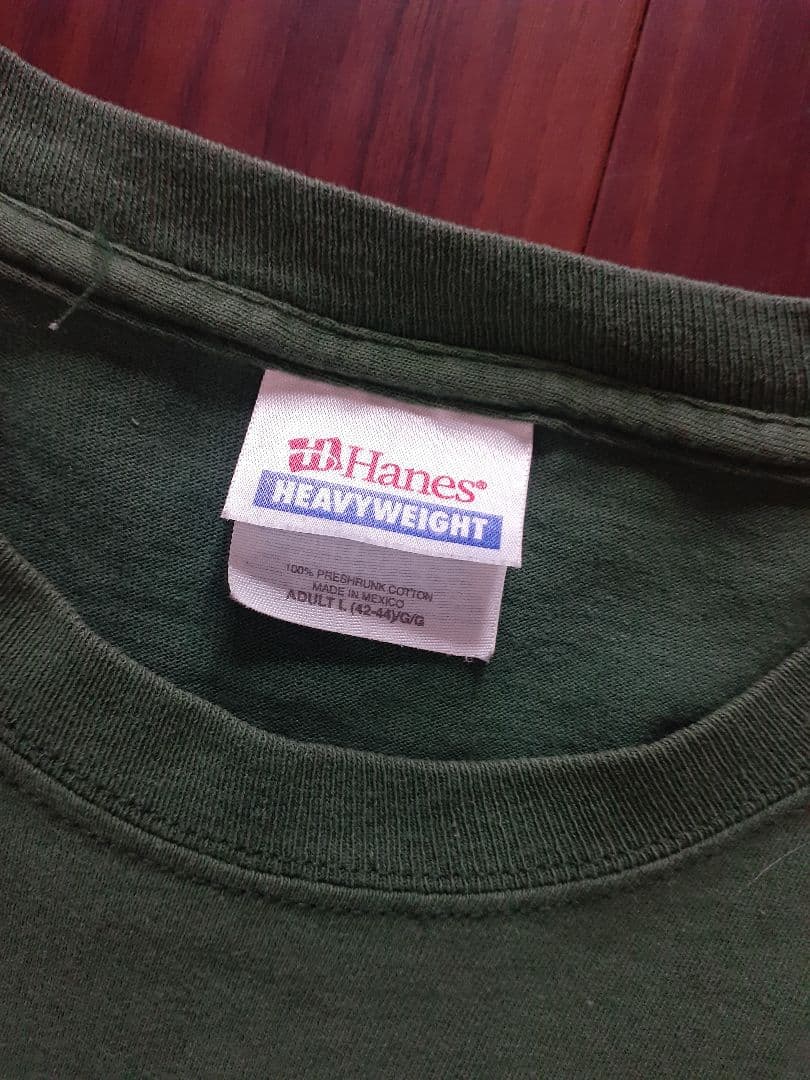 Hanes®
HEAVYWEIGHT
100% PRESHRUNK COTTON
MADE IN MEXICO
ADULT L (42-44)/G/G